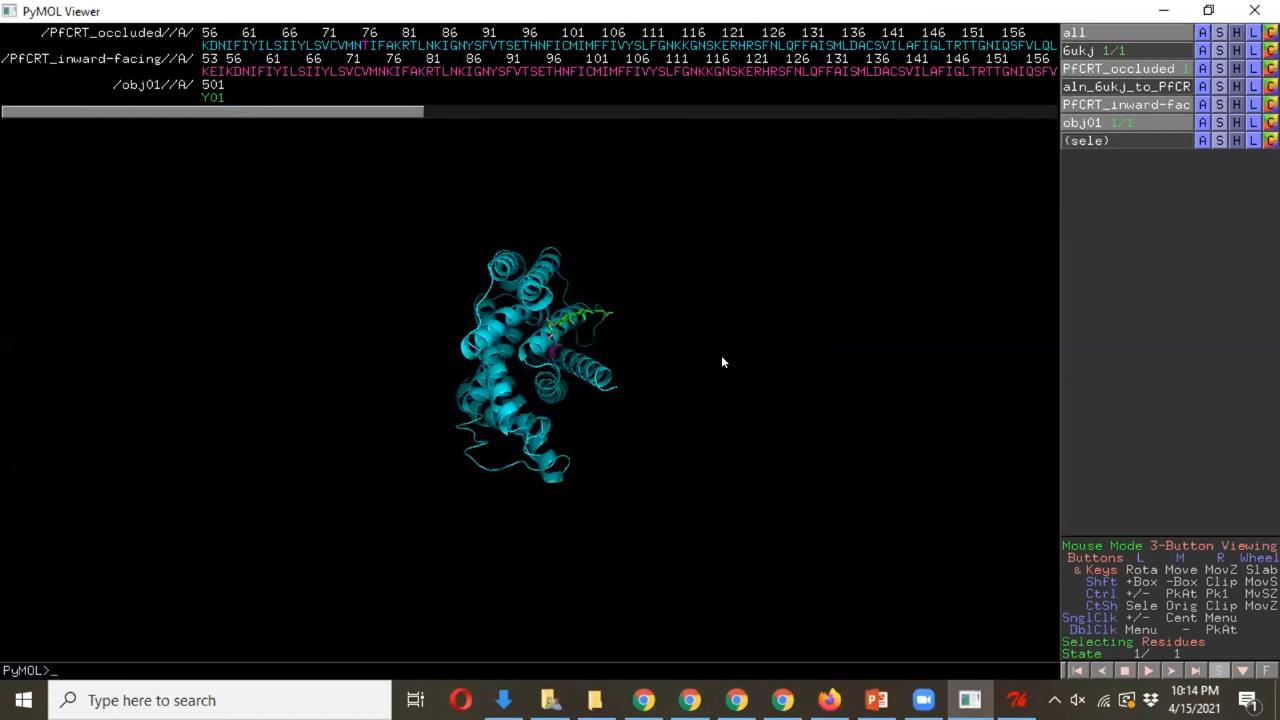 PyMOL Viewer
/PfCRT_occluded//A/ 56 61 66 71 76 81 86 91 96 101 106 111 116 121 126 131 136 141 146 151 156
KDNIFIYILSIIYLSVCVMNTIFAKRTLNKIGNYSFVTSETHNFICMIMFFIVYSLFGNKKGNSKERHRSFNLQFFAISMLDACSVILAFIGLTRTTGNIQSFVLQL
/PfCRT_inward-facing//A/ 53 56 61 66 71 76 81 86 91 96 101 106 111 116 121 126 131 136 141 146 151 156
KEIKDNIFIYILSIIYLSVCVMNKIFAKRTLNKIGNYSFVTSETHNFICMIMFFIVYSLFGNKKGNSKERHRSFNLQFFAISMLDACSVILAFIGLTRTTGNIQSFV
/obj01//A/ 501
Y01
all A S H L C
6ukj 1/1 A S H L C
PfCRT_occluded 1 A S H L C
aln_6ukj_to_PfCR A S H L C
PfCRT_inward-fac A S H L C
obj01 1/1 A S H L C
(sele) A S H L C
Mouse Mode 3-Button Viewing
Buttons L M R Wheel
& Keys Rota Move MovZ Slab
Shft +Box -Box Clip MovS
Ctrl +/- PkAt Pk1 MvSZ
CtSh Sele Orig Clip MovZ
SnglClk +/- Cent Menu
DblClk Menu - PkAt
Selecting Residues
State 1/ 1
PyMOL>_
S F
Type here to search
10:14 PM
4/15/2021
1